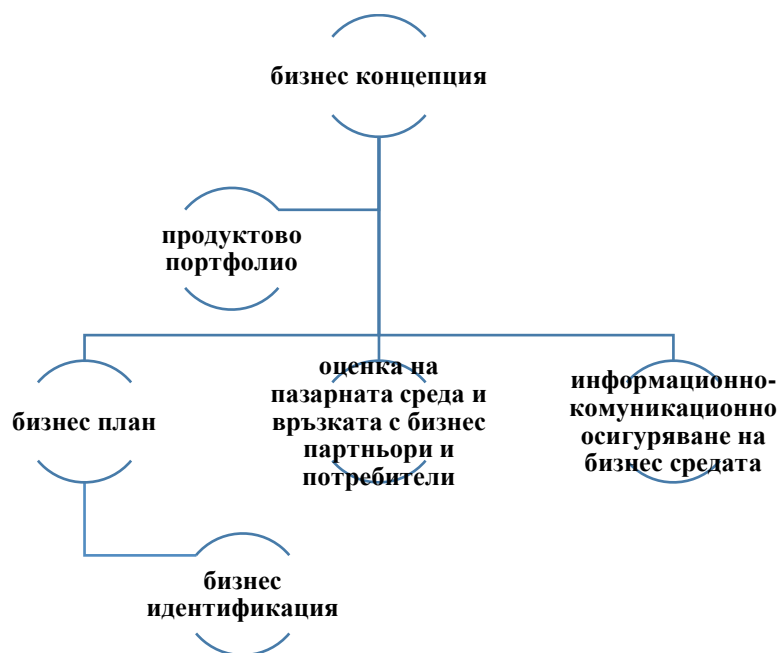 бизнес концепция
продуктово
портфолио
бизнес план
оценка на
пазарната среда и
връзката с бизнес
партньори и
потребители
информационно-
комуникационно
осигуряване на
бизнес средата
бизнес
идентификация